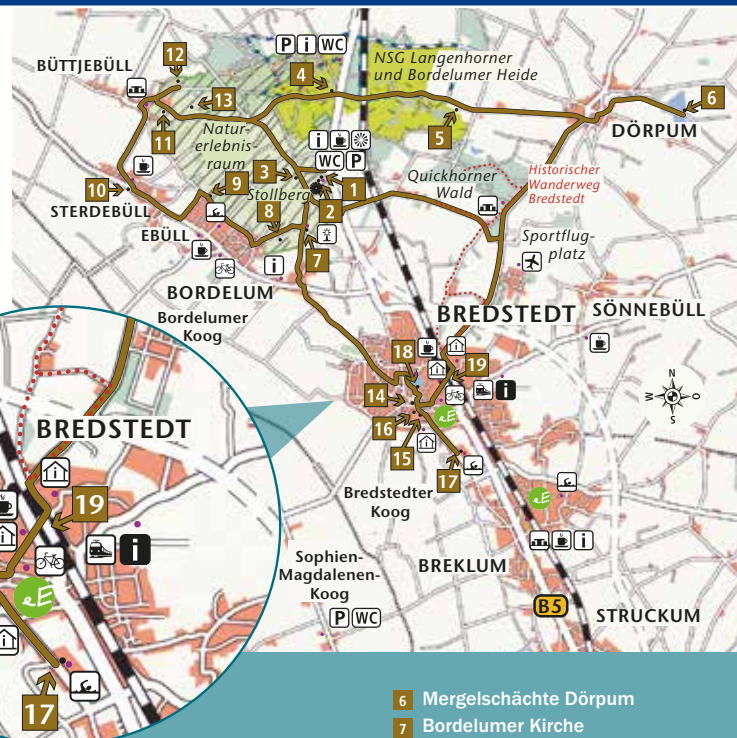 12
P i WC
BÜTTJEBÜLL
4
NSG Langenhorner
und Bordelumer Heide
6
13
11
5
DÖRPUM
Natur-
erlebnis-
raum
i
WC P
3
1
Quickhorner
Wald
Historischer
Wanderweg
Bredstedt
10
9
Stollberg
2
STERDEBÜLL
8
7
EBÜLL
i
Sportflug-
platz
BORDELUM
Bordelumer
Koog
BREDSTEDT
SÖNNEBÜLL
18
i
i
19
N
W O
S
14
i
eE
16
15
i
17
Bredstedter
Koog
eE
i
BREKLUM
Sophien-
Magdalenen-
Koog
P WC
B5
STRUCKUM
BREDSTEDT
i
19
i
i
eE
i
17
6 Mergelschächte Dörpum
7 Bordelumer Kirche